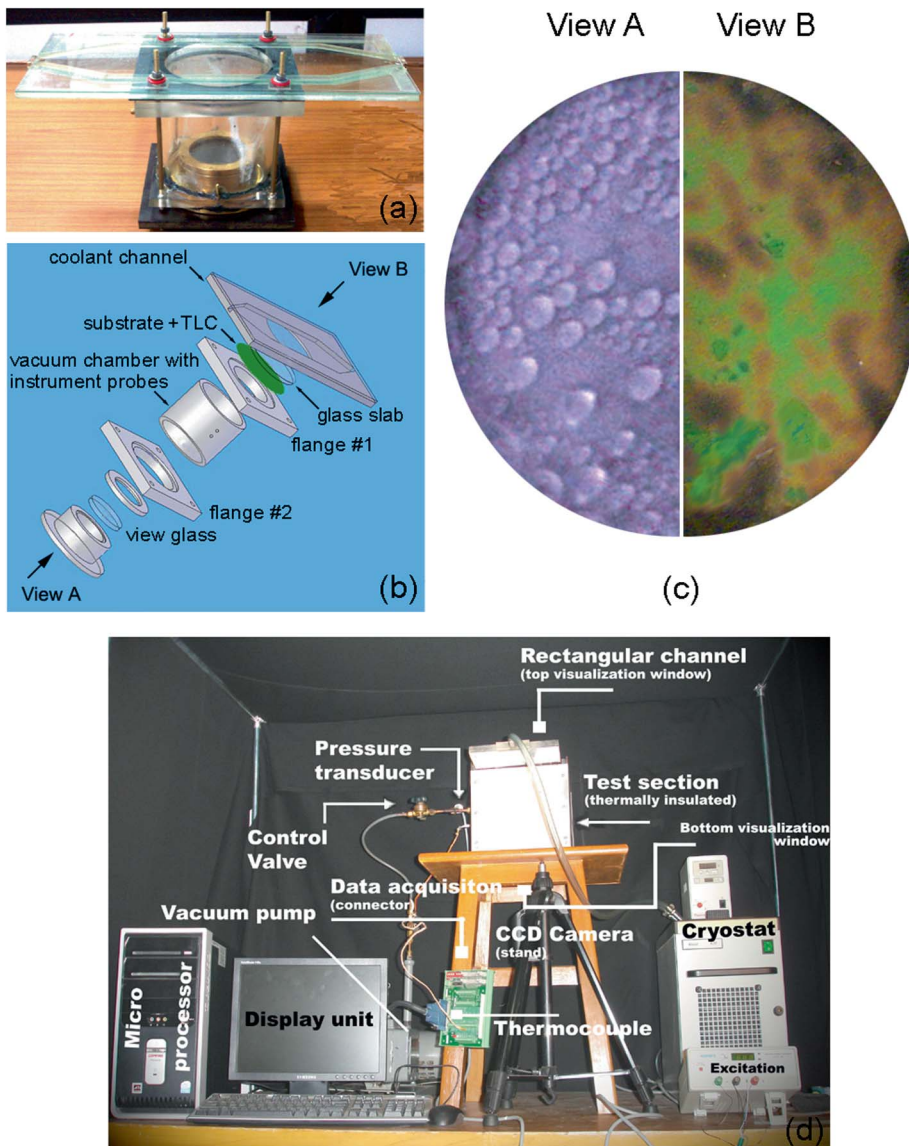 View A
View B
(a)
coolant channel
View B
substrate +TLC
vacuum chamber with
instrument probes
glass slab
flange #1
flange #2
view glass
View A
(b)
(c)
Rectangular channel
(top visualization window)
Pressure
transducer
Test section
(thermally insulated)
Control
Valve
Bottom visualization
window
Data acquisiton
(connector)
Vacuum pump
CCD Camera
(stand)
Cryostat
Micro
processor
Display unit
Thermocouple
Excitation
(d)